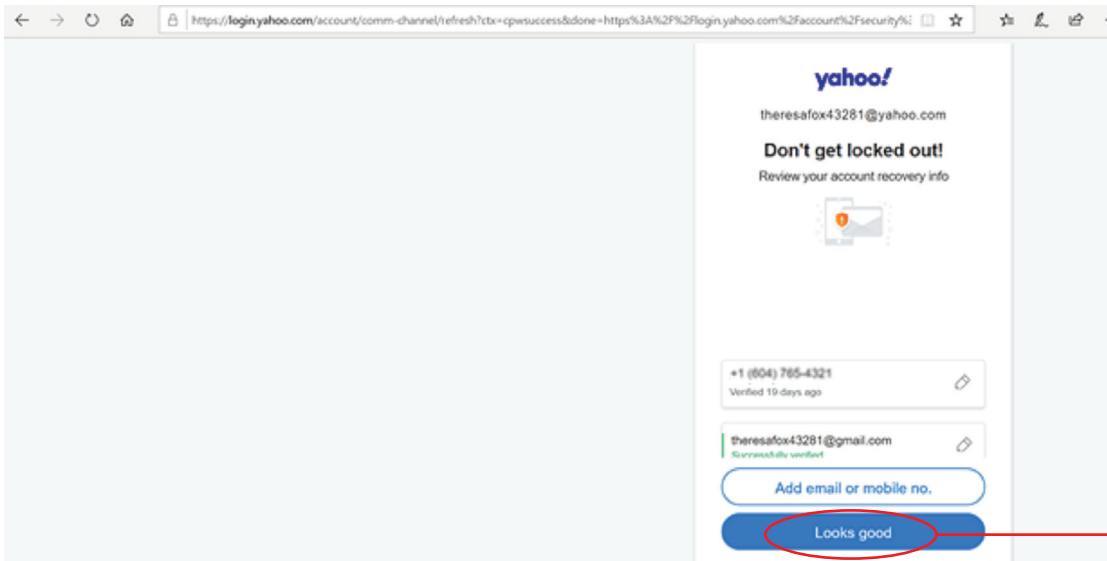 https://login.yahoo.com/account/comm-channel/refresh?ctx=cpwsuccess&done=https%3A%2F%2Flogin.yahoo.com%2Faccount%2Fsecurity%
yahoo!
theresafox43281@yahoo.com
Don't get locked out!
Review your account recovery info
+1 (604) 765-4321
Verified 19 days ago
theresafox43281@gmail.com
Successfully verified
Add email or mobile no.
Looks good